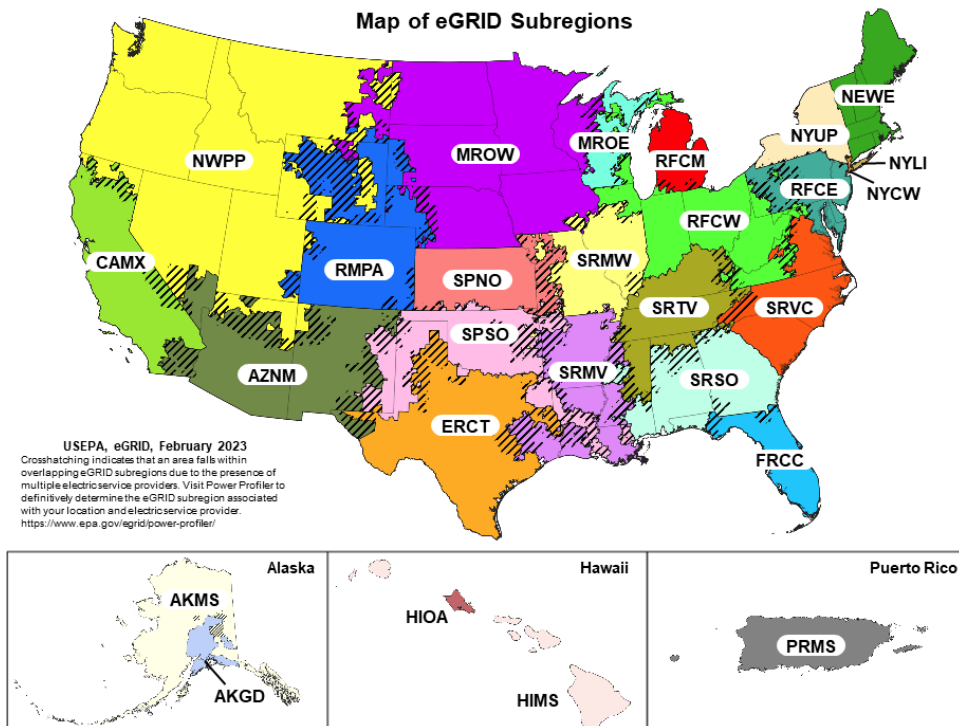 Map of eGRID Subregions
NEWE
NYUP
MROE
NWPP
MROW
RFCM
NYLI
RFCE
NYCW
RFCW
CAMX
SRMW
RMPA
SPNO
SRTV
SRVC
SPSO
AZNM
SRMV
SRSO
ERCT
FRCC
USEPA, eGRID, February 2023
Crosshatching indicates that an area falls within
overlapping eGRID subregions due to the presence of
multiple electric service providers. Visit Power Profiler to
definitively determine the eGRID subregion associated
with your location and electric service provider.
https://www.epa.gov/egrid/power-profiler/
Alaska
AKMS
AKGD
Hawaii
HIOA
HIMS
Puerto Rico
PRMS